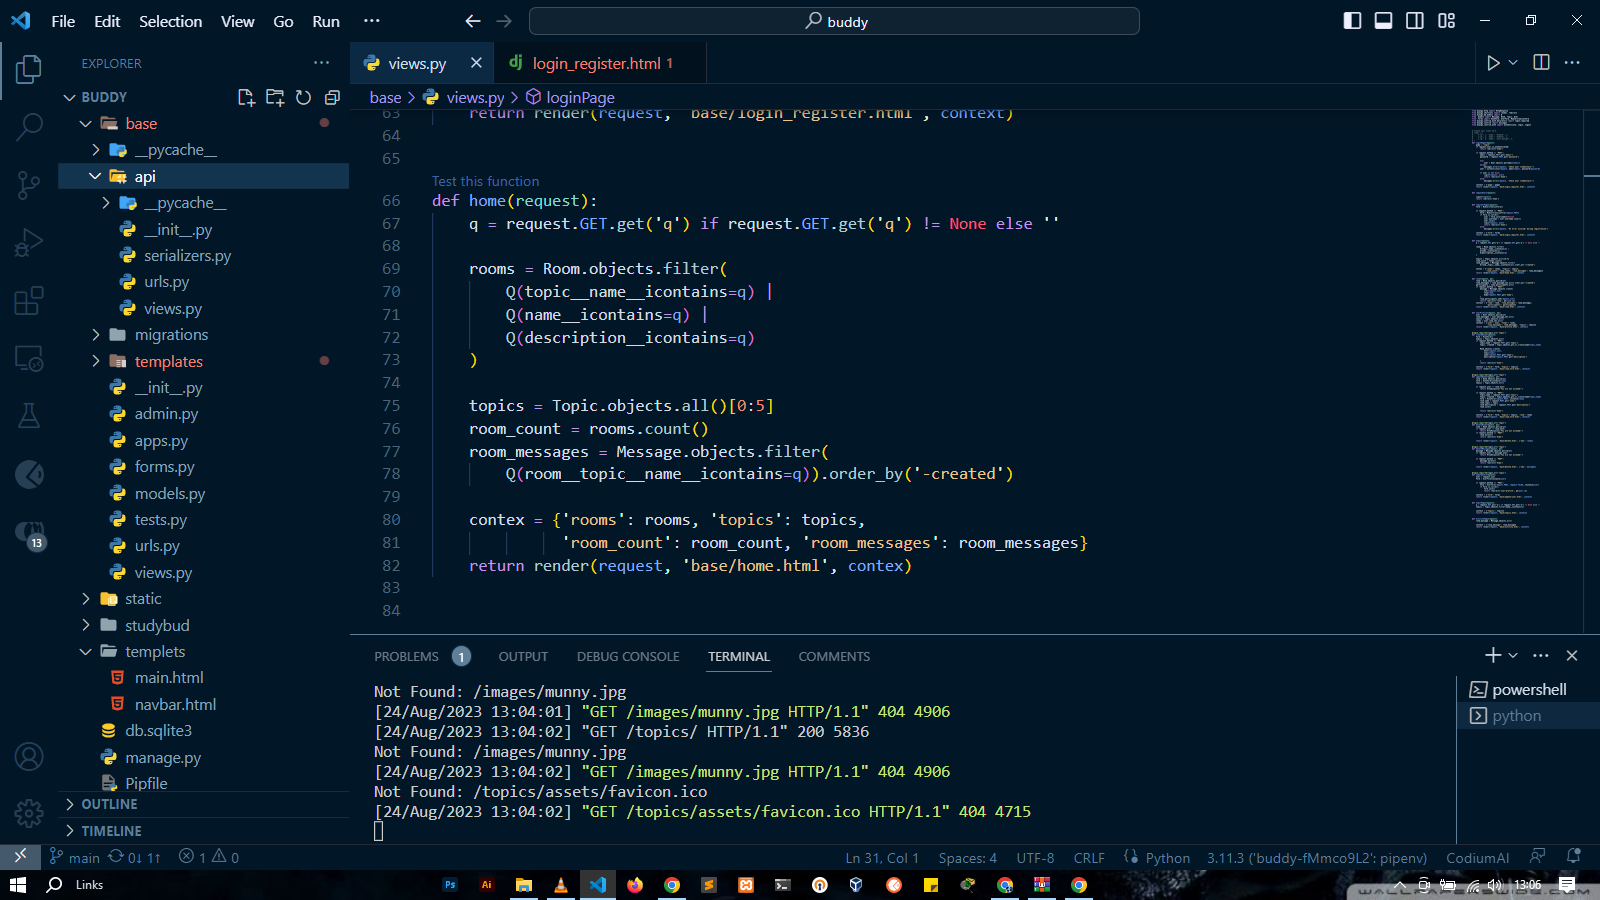 File Edit Selection View Go Run ··· buddy
EXPLORER ···
BUDDY
base
__pycache__
api
__pycache__
__init__.py
serializers.py
urls.py
views.py
migrations
templates
__init__.py
admin.py
apps.py
forms.py
models.py
tests.py
urls.py
views.py
static
studybud
templets
main.html
navbar.html
db.sqlite3
manage.py
Pipfile
OUTLINE
TIMELINE
13
views.py login_register.html 1
base > views.py > loginPage
63 return render(request, 'base/login_register.html', context)
64
65
Test this function
66 def home(request):
67 q = request.GET.get('q') if request.GET.get('q') != None else ''
68
69 rooms = Room.objects.filter(
70 Q(topic__name__icontains=q) |
71 Q(name__icontains=q) |
72 Q(description__icontains=q)
73 )
74
75 topics = Topic.objects.all()[0:5]
76 room_count = rooms.count()
77 room_messages = Message.objects.filter(
78 Q(room__topic__name__icontains=q)).order_by('-created')
79
80 contex = {'rooms': rooms, 'topics': topics,
81 'room_count': room_count, 'room_messages': room_messages}
82 return render(request, 'base/home.html', contex)
83
84
PROBLEMS 1 OUTPUT DEBUG CONSOLE TERMINAL COMMENTS
Not Found: /images/munny.jpg
[24/Aug/2023 13:04:01] "GET /images/munny.jpg HTTP/1.1" 404 4906
[24/Aug/2023 13:04:02] "GET /topics/ HTTP/1.1" 200 5836
Not Found: /images/munny.jpg
[24/Aug/2023 13:04:02] "GET /images/munny.jpg HTTP/1.1" 404 4906
Not Found: /topics/assets/favicon.ico
[24/Aug/2023 13:04:02] "GET /topics/assets/favicon.ico HTTP/1.1" 404 4715
powershell
python
main 0↓ 1↑ 1 0 Ln 31, Col 1 Spaces: 4 UTF-8 CRLF Python 3.11.3 ('buddy-fMmco9L2': pipenv) CodiumAI
Links Ps Ai 13:06